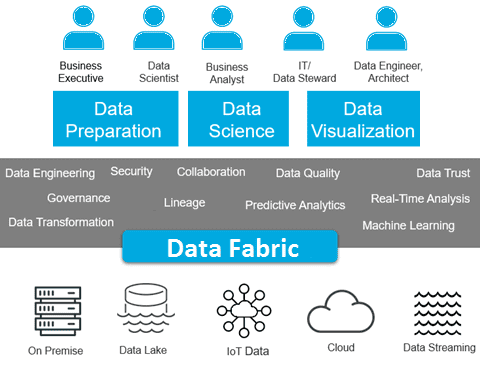 Business
Executive
Data
Scientist
Business
Analyst
IT/
Data Steward
Data Engineer,
Architect
Data
Preparation
Data
Science
Data
Visualization
Data Engineering
Security
Collaboration
Data Quality
Data Trust
Governance
Lineage
Predictive Analytics
Real-Time Analysis
Data Transformation
Machine Learning
Data Fabric
On Premise
Data Lake
IoT Data
Cloud
Data Streaming